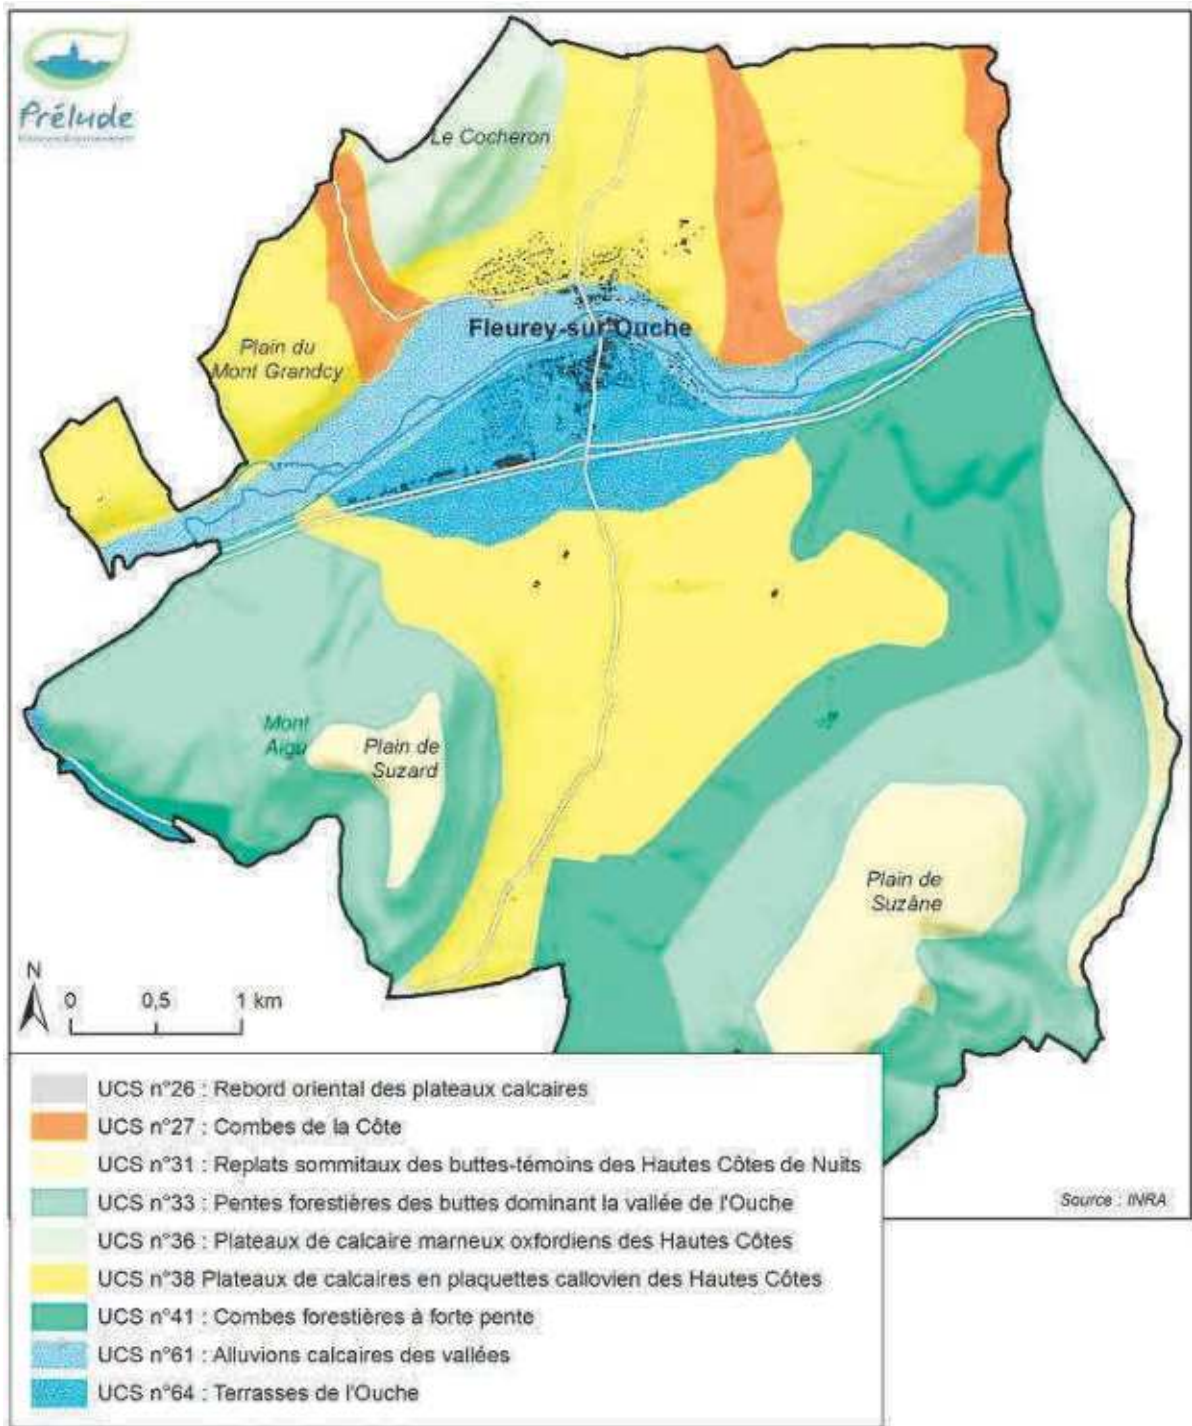 Prélude
Le Cocheron
Fleurey-sur-Ouche
Plain du
Mont Grandcy
Mont
Aigu
Plain de
Suzard
Plain de
Suzâne
N
0 0,5 1 km
UCS n°26 : Rebord oriental des plateaux calcaires
UCS n°27 : Combes de la Côte
UCS n°31 : Replats sommitaux des buttes-témoins des Hautes Côtes de Nuits
UCS n°33 : Pentes forestières des buttes dominant la vallée de l'Ouche
UCS n°36 : Plateaux de calcaire marneux oxfordiens des Hautes Côtes
UCS n°38 Plateaux de calcaires en plaquettes callovien des Hautes Côtes
UCS n°41 : Combes forestières à forte pente
UCS n°61 : Alluvions calcaires des vallées
UCS n°64 : Terrasses de l'Ouche
Source : INRA